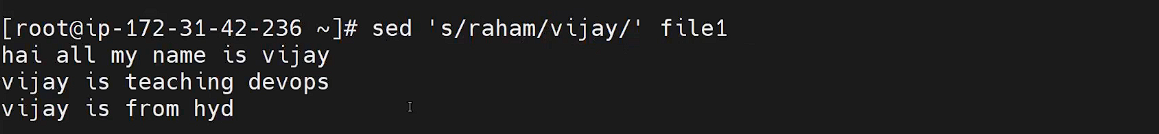 [root@ip-172-31-42-236 ~]# sed 's/raham/vijay/' file1
hai all my name is vijay
vijay is teaching devops
vijay is from hyd